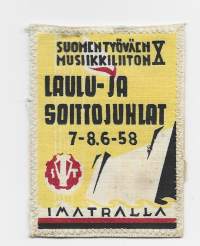 SUOMEN TYÖVÄEN X
MUSIIKKILIITON
LAULU-JA
SOITTOJUHLAT
7-8.6-58
IMATRALLA